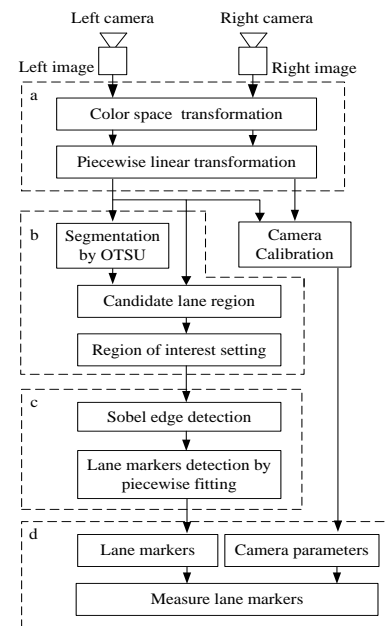 Left camera
Right camera
Left image
Right image
a
Color space transformation
Piecewise linear transformation
b
Segmentation
by OTSU
Camera
Calibration
Candidate lane region
Region of interest setting
c
Sobel edge detection
Lane markers detection by
piecewise fitting
d
Lane markers
Camera parameters
Measure lane markers